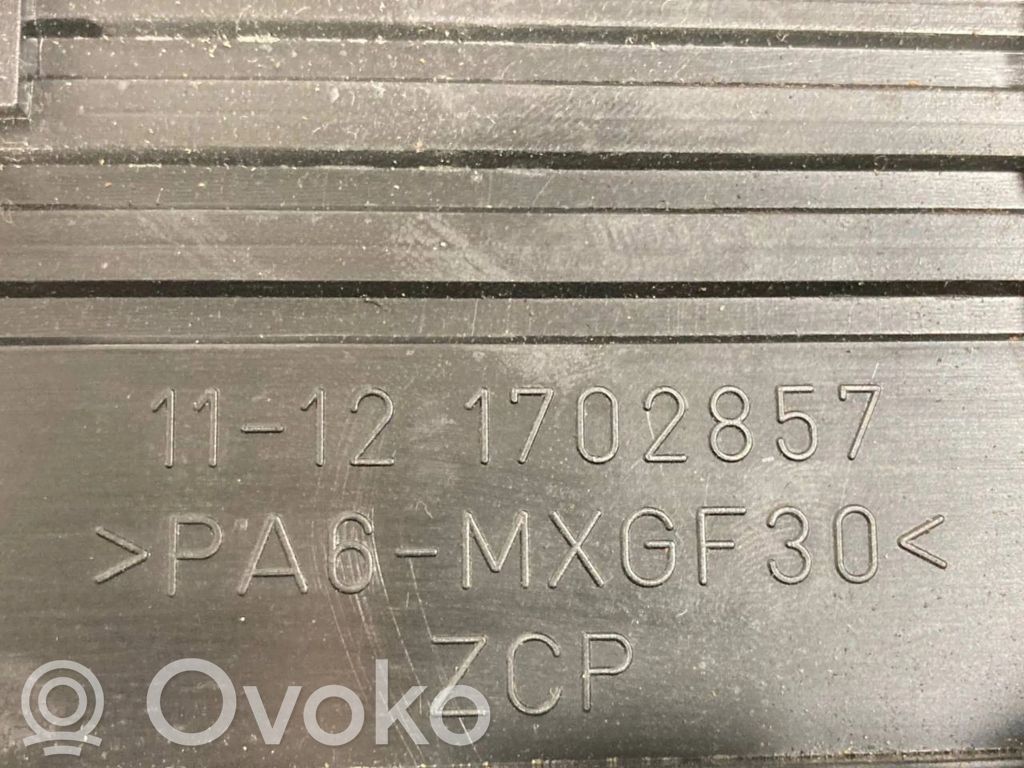 11-12 1702857
>PA6-MXGF30<
ZCP
Ovoko